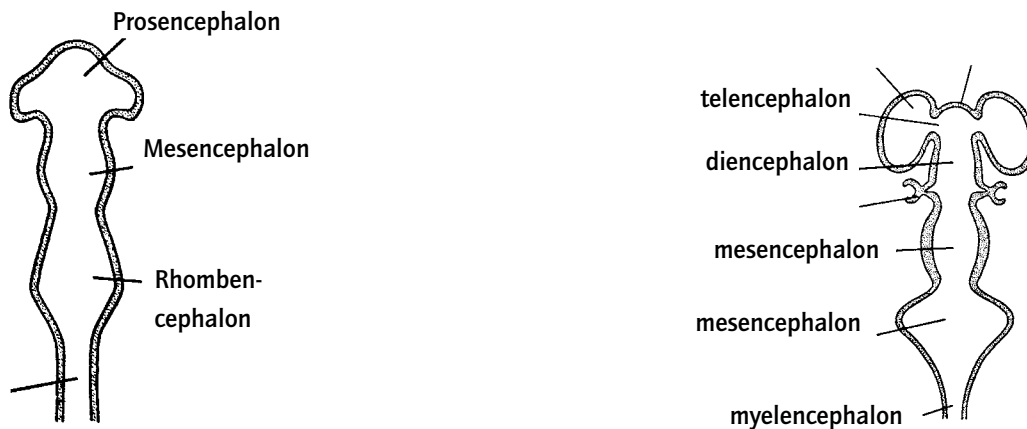 Prosencephalon
Mesencephalon
Rhomben-
cephalon
telencephalon
diencephalon
mesencephalon
mesencephalon
myelencephalon